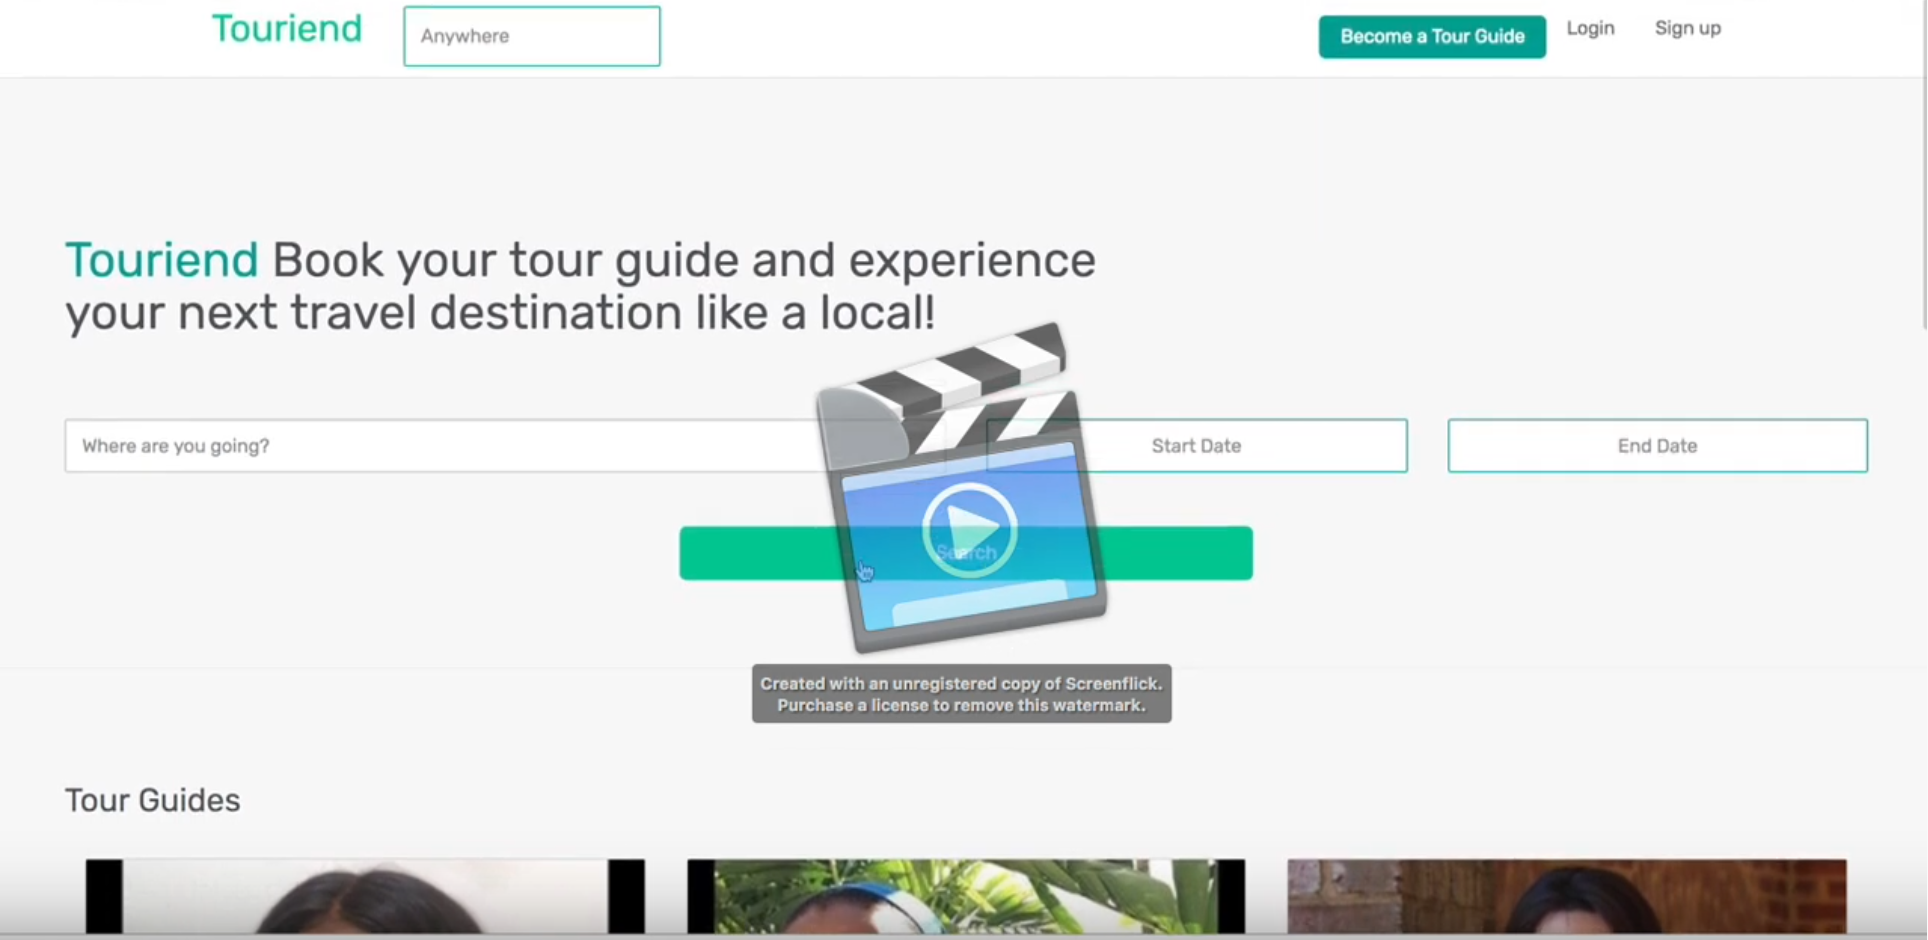 Touriend
Anywhere
Become a Tour Guide
Login
Sign up
Touriend Book your tour guide and experience
your next travel destination like a local!
Where are you going?
Start Date
End Date
Search
Created with an unregistered copy of Screenflick.
Purchase a license to remove this watermark.
Tour Guides